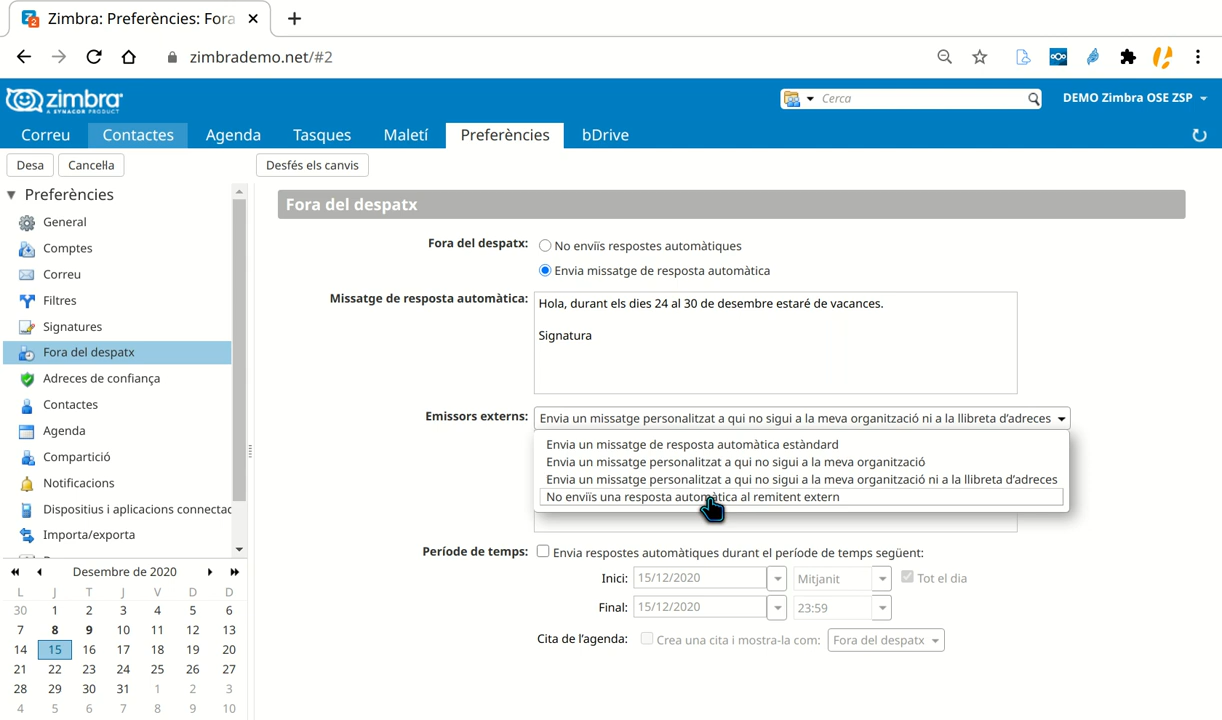 Zimbra: Preferències: Fora
zimbrademo.net/#2
zimbra
A SYNACOR PRODUCT
Cerca
DEMO Zimbra OSE ZSP
Correu
Contactes
Agenda
Tasques
Maletí
Preferències
bDrive
Desa
Cancel·la
Desfés els canvis
Preferències
General
Comptes
Correu
Filtres
Signatures
Fora del despatx
Adreces de confiança
Contactes
Agenda
Compartició
Notificacions
Dispositius i aplicacions connectac
Importa/exporta
Desembre de 2020
L J T J V D D
30 1 2 3 4 5 6
7 8 9 10 11 12 13
14 15 16 17 18 19 20
21 22 23 24 25 26 27
28 29 30 31 1 2 3
4 5 6 7 8 9 10
Fora del despatx
Fora del despatx:
No enviïs respostes automàtiques
Envia missatge de resposta automàtica
Missatge de resposta automàtica:
Hola, durant els dies 24 al 30 de desembre estaré de vacances.
Signatura
Emissors externs:
Envia un missatge personalitzat a qui no sigui a la meva organització ni a la llibreta d'adreces
Envia un missatge de resposta automàtica estàndard
Envia un missatge personalitzat a qui no sigui a la meva organització
Envia un missatge personalitzat a qui no sigui a la meva organització ni a la llibreta d'adreces
No enviïs una resposta automàtica al remitent extern
Període de temps:
Envia respostes automàtiques durant el període de temps següent:
Inici: 15/12/2020 Mitjanit Tot el dia
Final: 15/12/2020 23:59
Cita de l'agenda: Crea una cita i mostra-la com: Fora del despatx